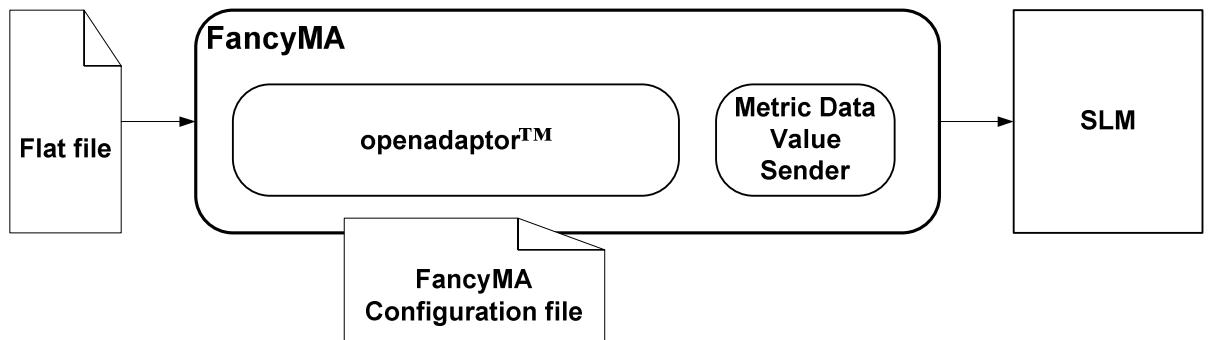 FancyMA
Flat file
openadaptor™
Metric Data
Value
Sender
SLM
FancyMA
Configuration file